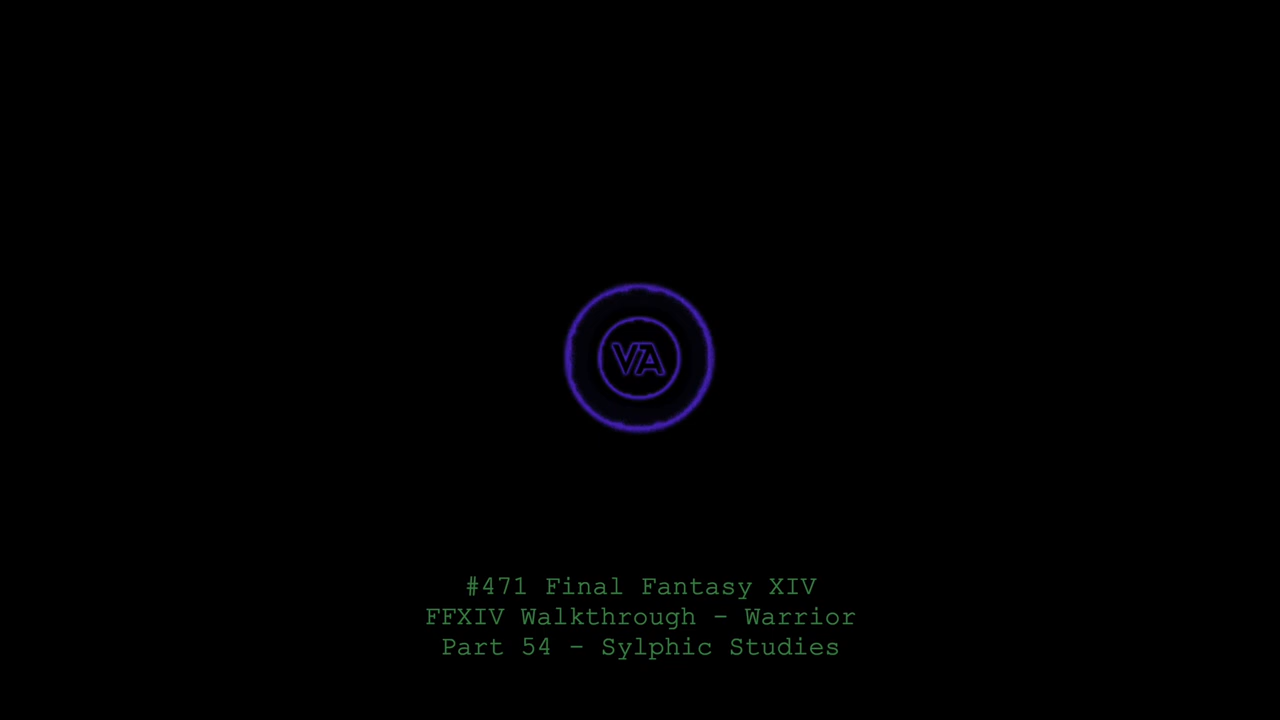 VA
#471 Final Fantasy XIV
FFXIV Walkthrough - Warrior
Part 54 - Sylphic Studies